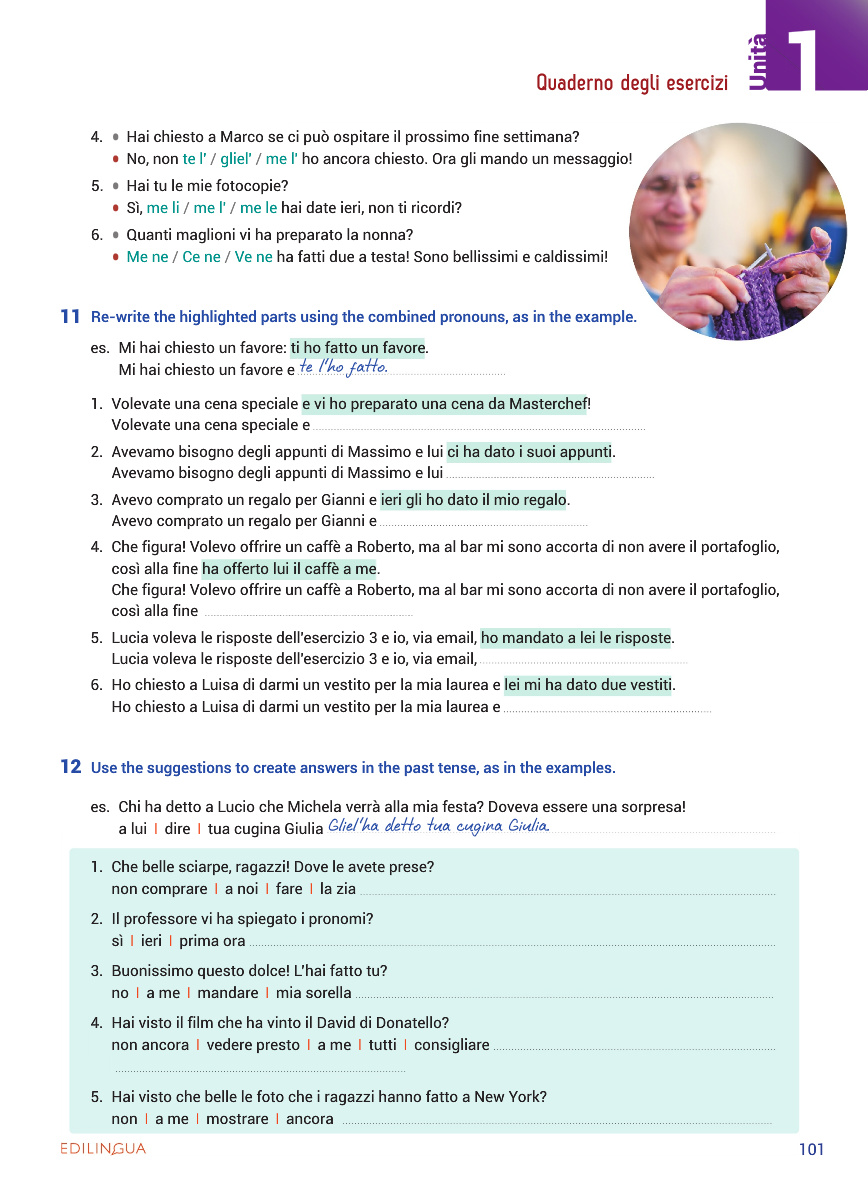 Unità 1
Quaderno degli esercizi
4. • Hai chiesto a Marco se ci può ospitare il prossimo fine settimana?
• No, non te l' / gliel' / me l' ho ancora chiesto. Ora gli mando un messaggio!
5. • Hai tu le mie fotocopie?
• Sì, me li / me l' / me le hai date ieri, non ti ricordi?
6. • Quanti maglioni vi ha preparato la nonna?
• Me ne / Ce ne / Ve ne ha fatti due a testa! Sono bellissimi e caldissimi!
11 Re-write the highlighted parts using the combined pronouns, as in the example.
es. Mi hai chiesto un favore: ti ho fatto un favore.
Mi hai chiesto un favore e te l'ho fatto.
1. Volevate una cena speciale e vi ho preparato una cena da Masterchef!
Volevate una cena speciale e
2. Avevamo bisogno degli appunti di Massimo e lui ci ha dato i suoi appunti.
Avevamo bisogno degli appunti di Massimo e lui
3. Avevo comprato un regalo per Gianni e ieri gli ho dato il mio regalo.
Avevo comprato un regalo per Gianni e
4. Che figura! Volevo offrire un caffè a Roberto, ma al bar mi sono accorta di non avere il portafoglio,
così alla fine ha offerto lui il caffè a me.
Che figura! Volevo offrire un caffè a Roberto, ma al bar mi sono accorta di non avere il portafoglio,
così alla fine
5. Lucia voleva le risposte dell'esercizio 3 e io, via email, ho mandato a lei le risposte.
Lucia voleva le risposte dell'esercizio 3 e io, via email,
6. Ho chiesto a Luisa di darmi un vestito per la mia laurea e lei mi ha dato due vestiti.
Ho chiesto a Luisa di darmi un vestito per la mia laurea e
12 Use the suggestions to create answers in the past tense, as in the examples.
es. Chi ha detto a Lucio che Michela verrà alla mia festa? Doveva essere una sorpresa!
a lui | dire | tua cugina Giulia Gliel'ha detto tua cugina Giulia.
1. Che belle sciarpe, ragazzi! Dove le avete prese?
non comprare | a noi | fare | la zia
2. Il professore vi ha spiegato i pronomi?
sì | ieri | prima ora
3. Buonissimo questo dolce! L'hai fatto tu?
no | a me | mandare | mia sorella
4. Hai visto il film che ha vinto il David di Donatello?
non ancora | vedere presto | a me | tutti | consigliare
5. Hai visto che belle le foto che i ragazzi hanno fatto a New York?
non | a me | mostrare | ancora
EDILINGUA
101